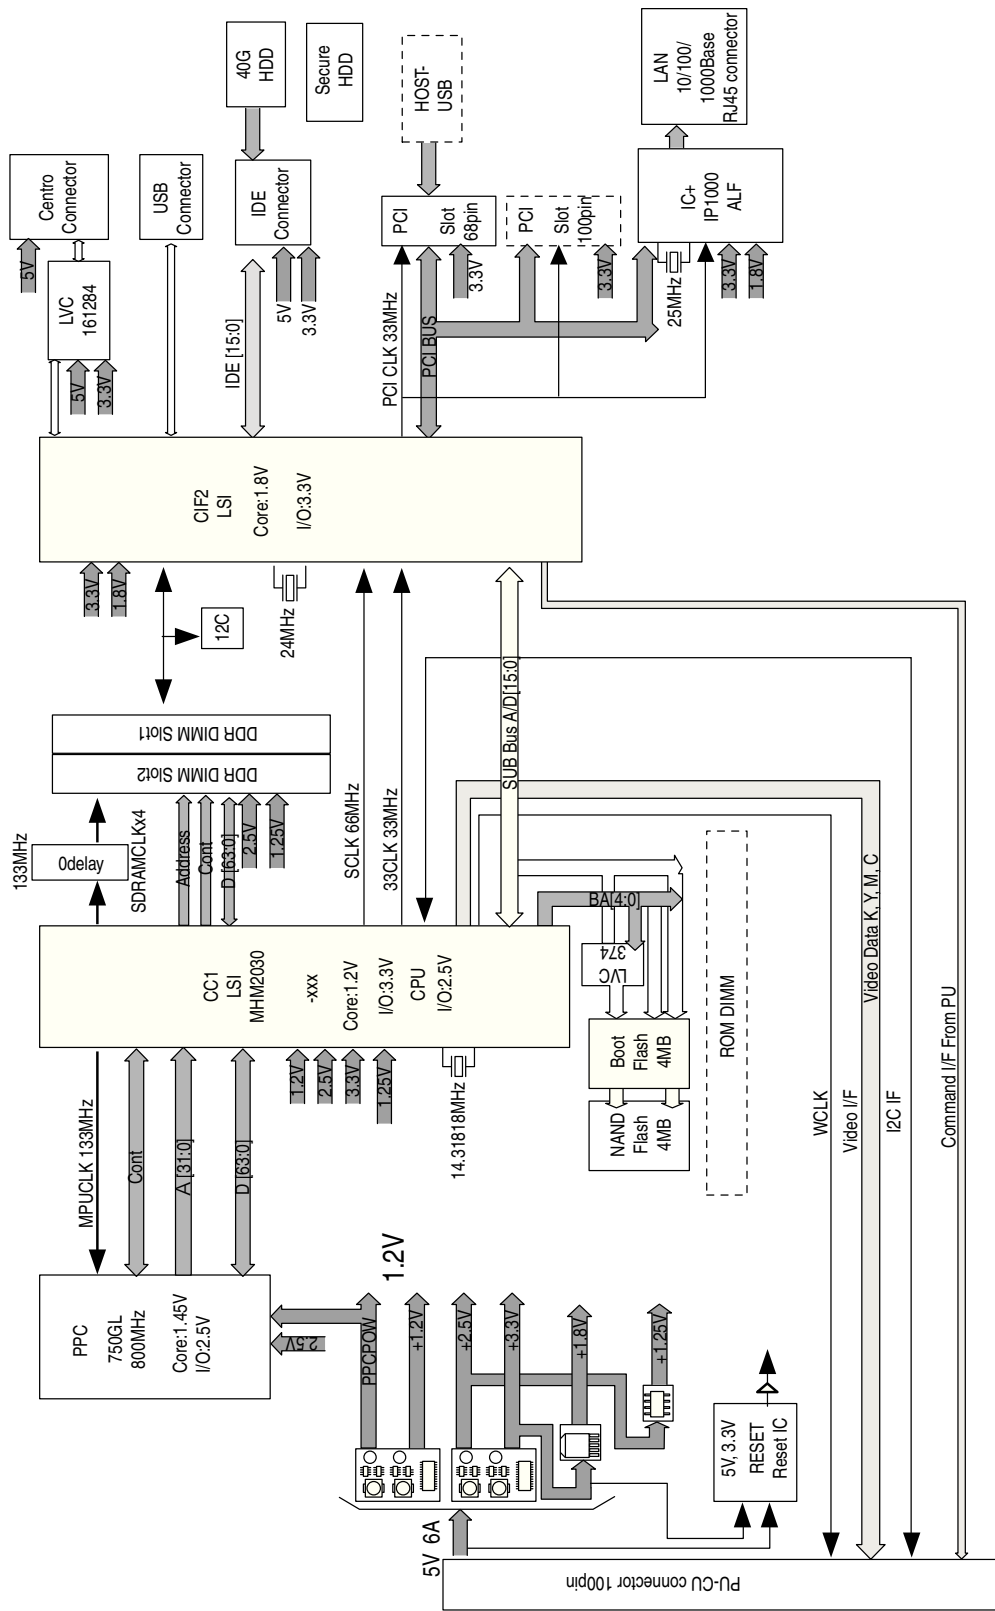 40G
HDD
Secure
HDD
HOST-
USB
LAN
10/100/
1000Base
RJ45 connector
Centro
Connector
USB
Connector
IDE
Connector
PCI
Slot
68pin
PCI
Slot
100pin
IC+
IP1000
ALF
5V
LVC
161284
5V
3.3V
IDE [15:0]
5V
3.3V
PCI CLK 33MHz
PCI BUS
3.3V
3.3V
25MHz
3.3V
1.8V
CIF2
LSI
Core:1.8V
I/O:3.3V
3.3V
1.8V
12C
24MHz
DDR DIMM Slot1
DDR DIMM Slot2
133MHz
0delay
SDRAMCLKx4
Address
Cont
D [63:0]
2.5V
1.25V
SCLK 66MHz
33CLK 33MHz
SUB Bus A/D[15:0]
CC1
LSI
MHM2030
-xxx
Core:1.2V
I/O:3.3V
CPU
I/O:2.5V
BA[4:0]
LVC
374
Boot
Flash
4MB
NAND
Flash
4MB
ROM DIMM
Video Data K, Y, M, C
MPUCLK 133MHz
Cont
A [31:0]
D [63:0]
1.2V
2.5V
3.3V
1.25V
14.31818MHz
WCLK
Video I/F
I2C IF
Command I/F From PU
PPC
750GL
800MHz
Core:1.45V
I/O:2.5V
2.5V
1.2V
PPCPOW
+1.2V
+2.5V
+3.3V
+1.8V
+1.25V
5V 6A
5V, 3.3V
RESET
Reset IC
PU-CU connector 100pin